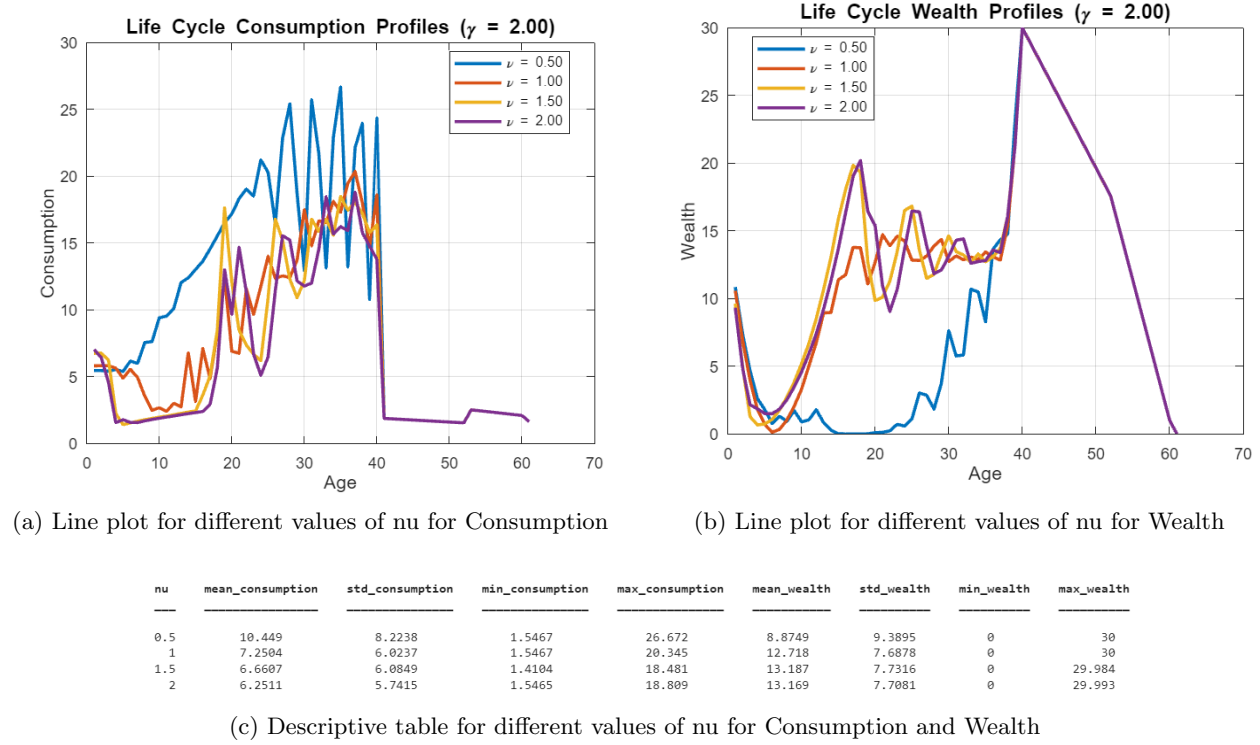 Life Cycle Consumption Profiles (γ = 2.00)
30
25
20
15
10
5
0
Consumption
ν = 0.50
ν = 1.00
ν = 1.50
ν = 2.00
0 10 20 30 40 50 60 70
Age
(a) Line plot for different values of nu for Consumption
Life Cycle Wealth Profiles (γ = 2.00)
30
25
20
15
10
5
0
Wealth
ν = 0.50
ν = 1.00
ν = 1.50
ν = 2.00
0 10 20 30 40 50 60 70
Age
(b) Line plot for different values of nu for Wealth
nu mean_consumption std_consumption min_consumption max_consumption mean_wealth std_wealth min_wealth max_wealth
0.5 10.449 8.2238 1.5467 26.672 8.8749 9.3895 0 30
1 7.2504 6.0237 1.5467 20.345 12.718 7.6878 0 30
1.5 6.6607 6.0849 1.4104 18.481 13.187 7.7316 0 29.984
2 6.2511 5.7415 1.5465 18.809 13.169 7.7081 0 29.993
(c) Descriptive table for different values of nu for Consumption and Wealth